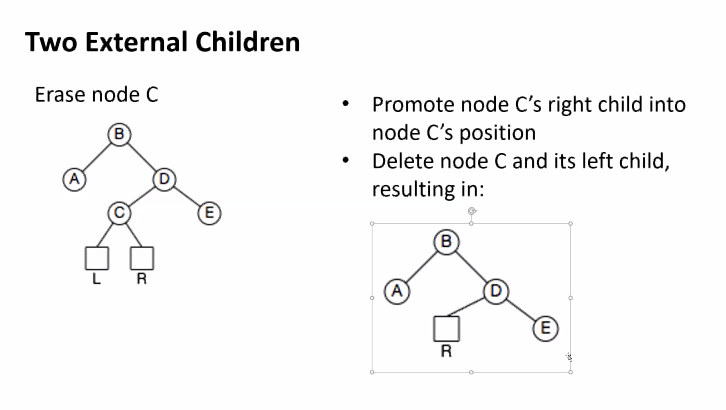 Two External Children
Erase node C
B
A
D
C
E
L
R
• Promote node C’s right child into
node C’s position
• Delete node C and its left child,
resulting in:
B
A
D
E
R